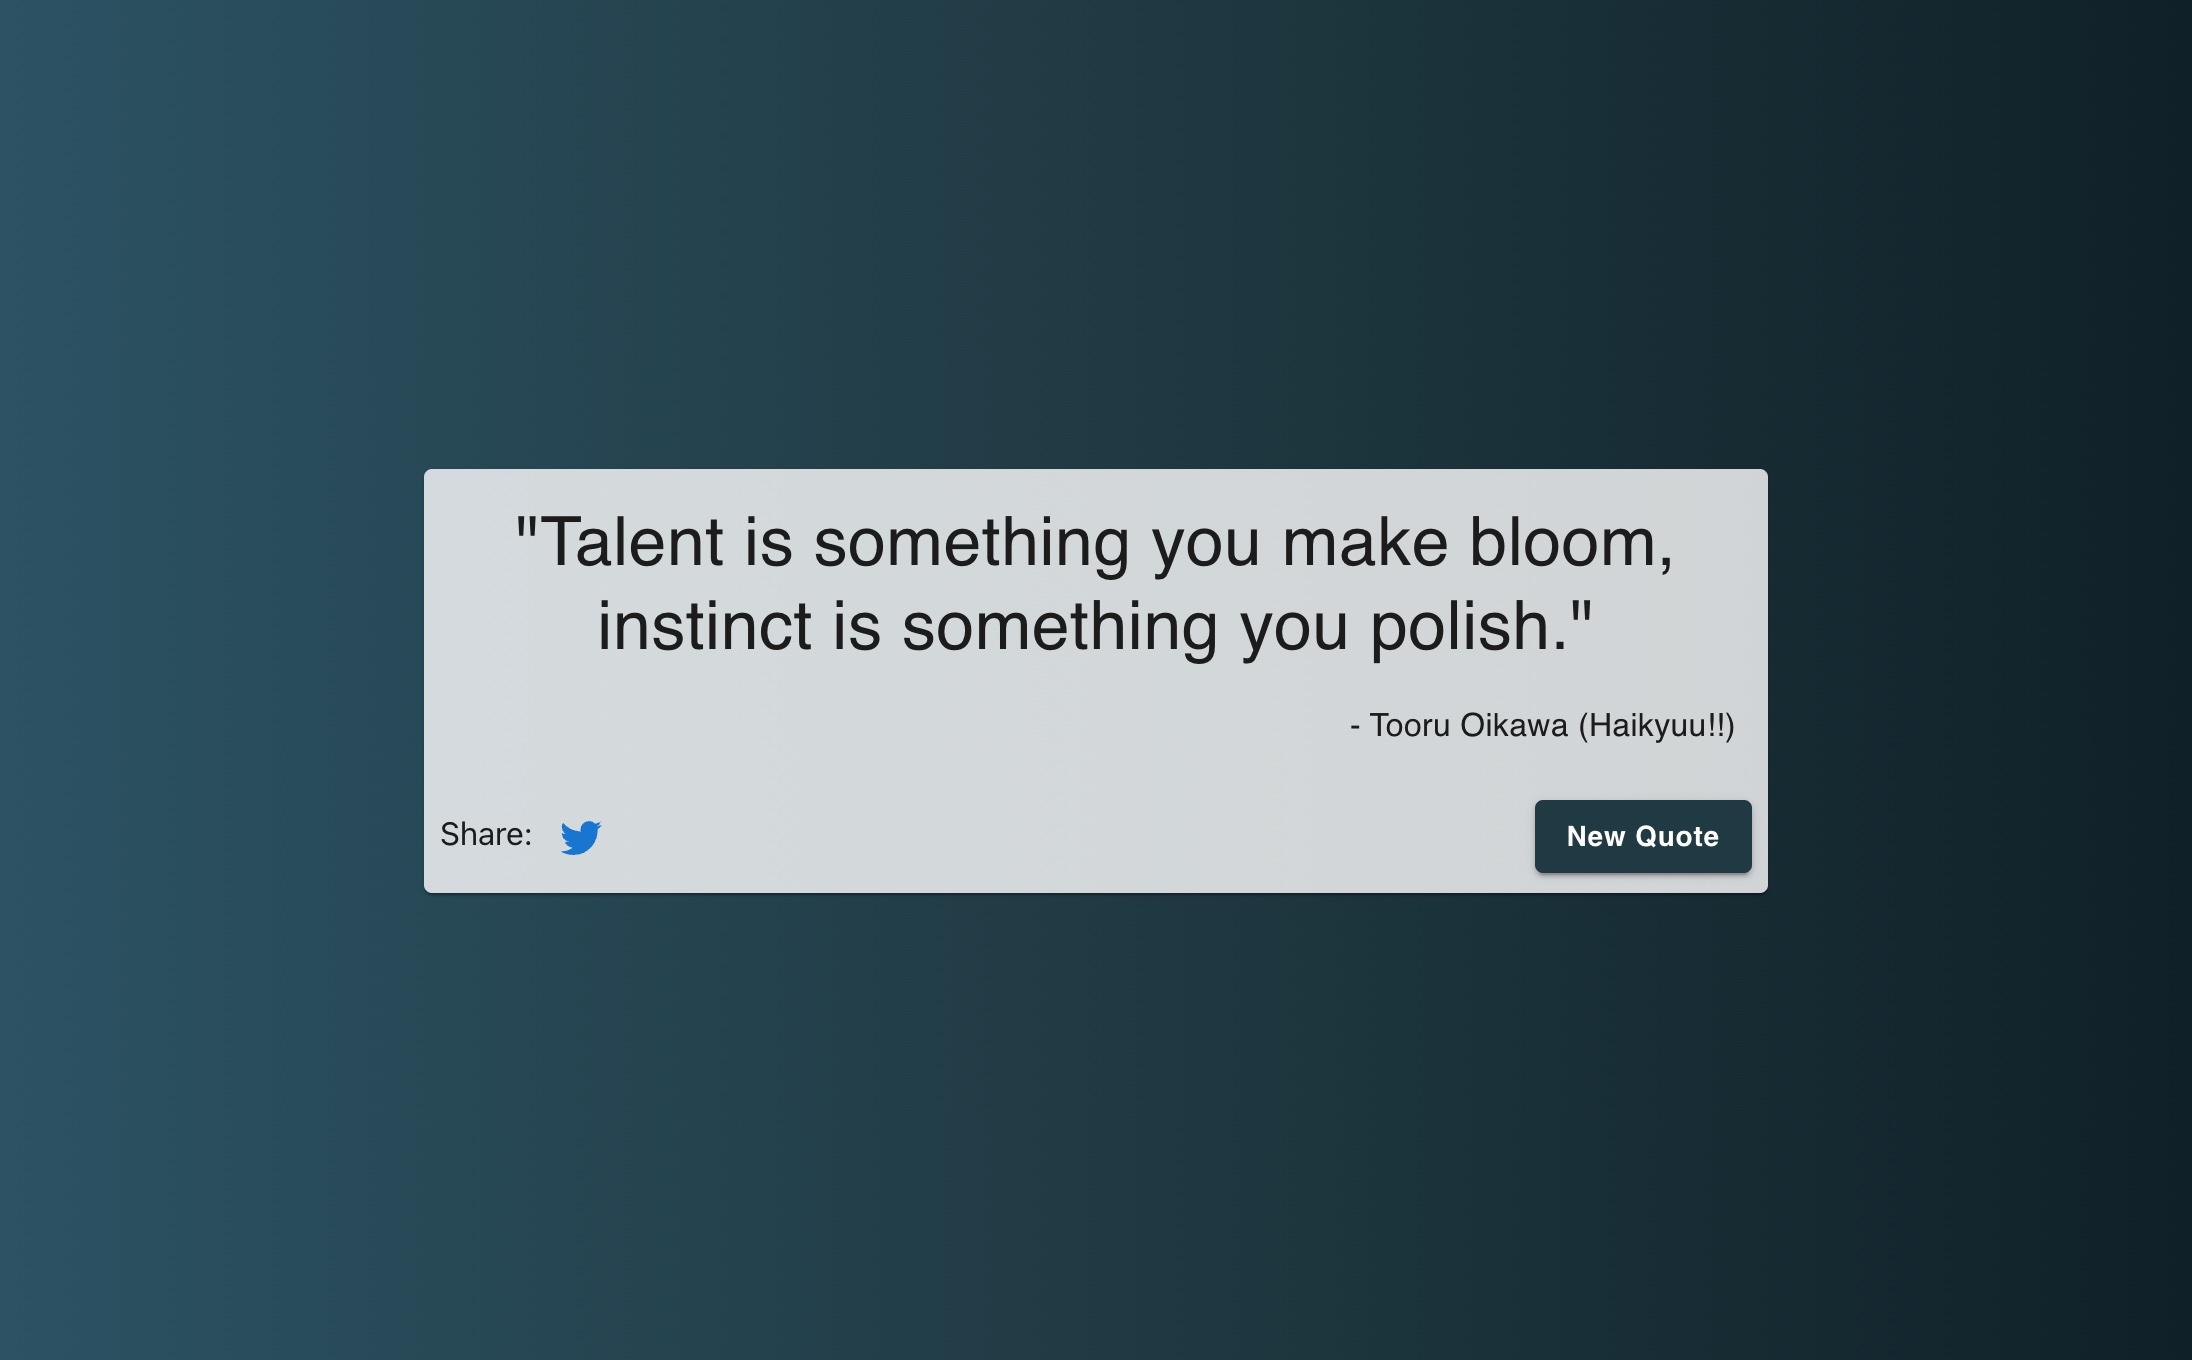 "Talent is something you make bloom,
instinct is something you polish."
- Tooru Oikawa (Haikyuu!!)
Share:
New Quote